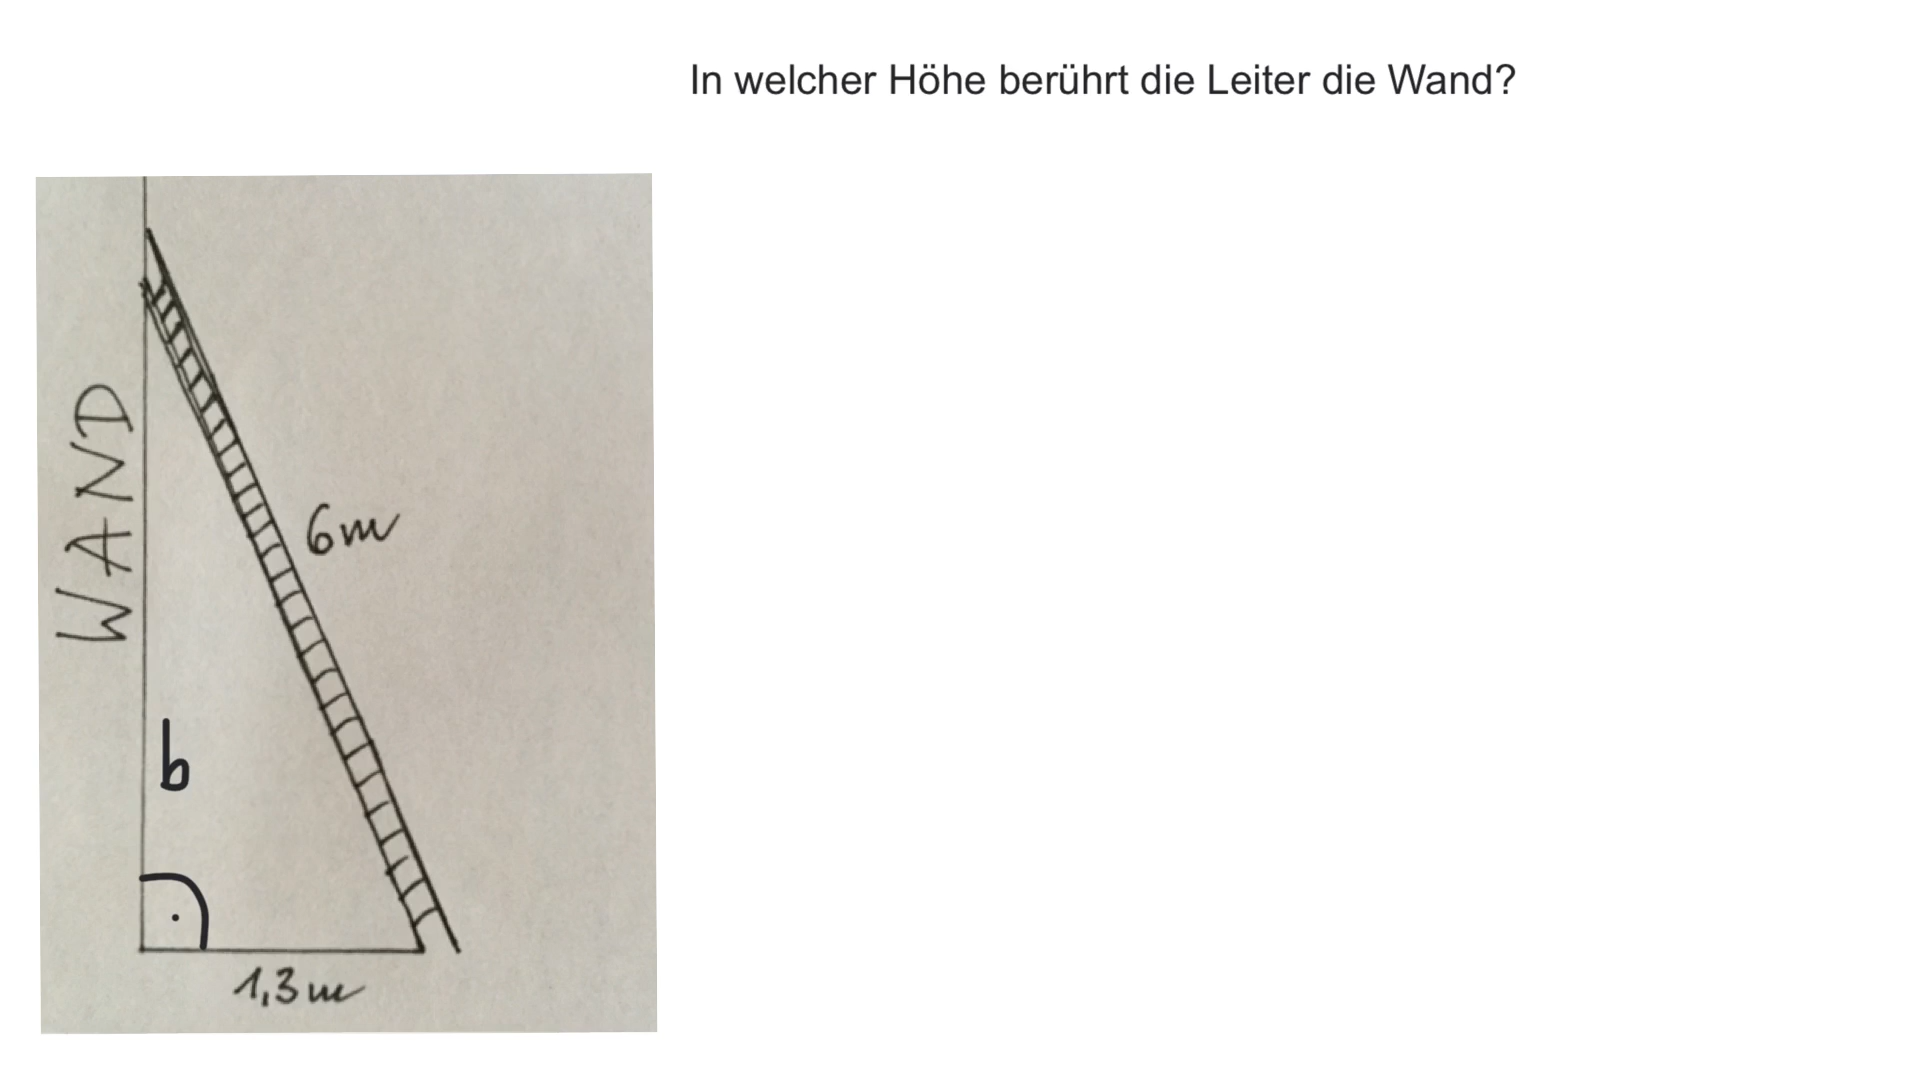 In welcher Höhe berührt die Leiter die Wand?
WAND
6m
b
1,3m